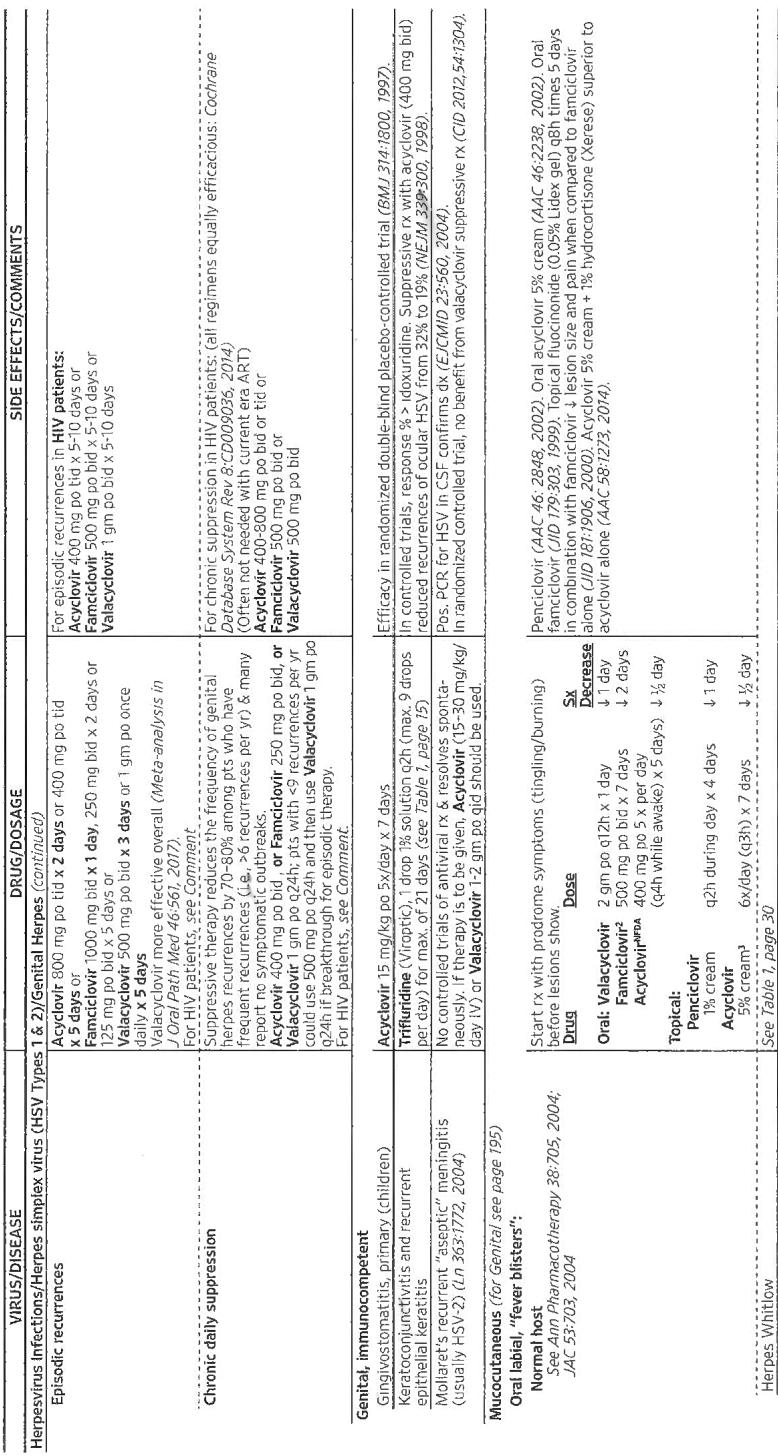 VIRUS/DISEASE
DRUG/DOSAGE
SIDE EFFECTS/COMMENTS
Herpesvirus Infections/Herpes simplex virus (HSV Types 1 & 2)/Genital Herpes (continued)
Episodic recurrences
Acyclovir 800 mg po tid x 2 days or 400 mg po tid
x 5 days or
Famciclovir 1000 mg bid x 1 day, 250 mg bid x 2 days or
125 mg po bid x 5 days or
Valacyclovir 500 mg po bid x 3 days or 1 gm po once
daily x 5 days
Valacyclovir more effective overall (Meta-analysis in
J Oral Path Med 46:561, 2017).
For HIV patients, see Comment
For episodic recurrences in HIV patients:
Acyclovir 400 mg po tid x 5-10 days or
Famciclovir 500 mg po bid x 5-10 days or
Valacyclovir 1 gm po bid x 5-10 days
Chronic daily suppression
Suppressive therapy reduces the frequency of genital
herpes recurrences by 70–80% among pts who have
frequent recurrences (i.e., >6 recurrences per yr) & many
report no symptomatic outbreaks.
Acyclovir 400 mg po bid, or Famciclovir 250 mg po bid, or
Valacyclovir 1 gm po q24h; pts with <9 recurrences per yr
could use 500 mg po q24h and then use Valacyclovir 1 gm po
q24h if breakthrough for episodic therapy.
For HIV patients, see Comment.
For chronic suppression in HIV patients: (all regimens equally efficacious: Cochrane
Database System Rev 8:CD009036, 2014)
(Often not needed with current era ART)
Acyclovir 400-800 mg po bid or tid or
Famciclovir 500 mg po bid or
Valacyclovir 500 mg po bid
Genital, immunocompetent
Gingivostomatitis, primary (children)
Acyclovir 15 mg/kg po 5x/day x 7 days
Efficacy in randomized double-blind placebo-controlled trial (BMJ 314:1800, 1997).
Keratoconjunctivitis and recurrent
epithelial keratitis
Trifluridine (Viroptic), 1 drop 1% solution q2h (max. 9 drops
per day) for max. of 21 days (see Table 1, page 15)
In controlled trials, response % > idoxuridine. Suppressive rx with acyclovir (400 mg bid)
reduced recurrences of ocular HSV from 32% to 19% (NEJM 339:300, 1998).
Mollaret's recurrent "aseptic" meningitis
(usually HSV-2) (Ln 363:1772, 2004)
No controlled trials of antiviral rx & resolves sponta-
neously. If therapy is to be given, Acyclovir (15–30 mg/kg/
day IV) or Valacyclovir 1-2 gm po qid should be used.
Pos. PCR for HSV in CSF confirms dx (EJCMID 23:560, 2004).
In randomized controlled trial, no benefit from valacyclovir suppressive rx (CID 2012,54:1304).
Mucocutaneous (for Genital see page 195)
Oral labial, "fever blisters":
Normal host
See Ann Pharmacotherapy 38:705, 2004;
JAC 53:703, 2004
Start rx with prodrome symptoms (tingling/burning)
before lesions show.
Drug Dose Sx Decrease
Oral: Valacyclovir 2 gm po q12h x 1 day ↓ 1 day
Famciclovir² 500 mg po bid x 7 days ↓ 2 days
Acyclovir NFDA 400 mg po 5 x per day
(q4h while awake) x 5 days) ↓ ½ day
Topical:
Penciclovir
1% cream q2h during day x 4 days ↓ 1 day
Acyclovir
5% cream³ 6x/day (q3h) x 7 days ↓ ½ day
Penciclovir (AAC 46: 2848, 2002). Oral acyclovir 5% cream (AAC 46:2238, 2002). Oral
famciclovir (JID 179:303, 1999). Topical fluocinonide (0.05% Lidex gel) q8h times 5 days
in combination with famciclovir ↓ lesion size and pain when compared to famciclovir
alone (JID 181:1906, 2000). Acyclovir 5% cream + 1% hydrocortisone (Xerese) superior to
acyclovir alone (AAC 58:1273, 2014).
Herpes Whitlow
See Table 1, page 30